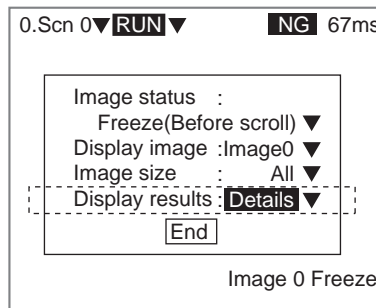 0.Scn 0▼ RUN ▼ NG 67ms
Image status :
Freeze(Before scroll) ▼
Display image :Image0 ▼
Image size : All ▼
Display results : Details ▼
End
Image 0 Freeze